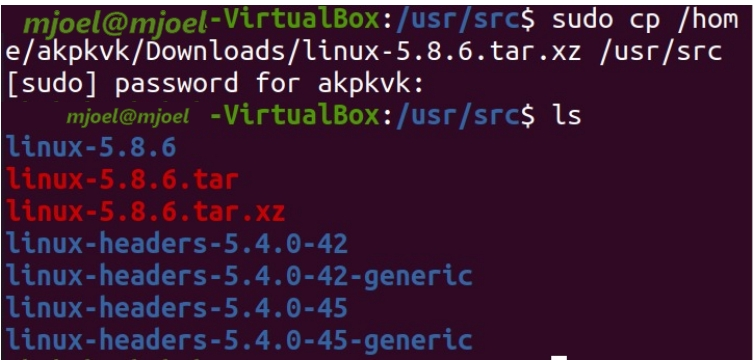 mjoel@mjoel-VirtualBox:/usr/src$ sudo cp /hom
e/akpkvk/Downloads/linux-5.8.6.tar.xz /usr/src
[sudo] password for akpkvk:
mjoel@mjoel -VirtualBox:/usr/src$ ls
linux-5.8.6
linux-5.8.6.tar
linux-5.8.6.tar.xz
linux-headers-5.4.0-42
linux-headers-5.4.0-42-generic
linux-headers-5.4.0-45
linux-headers-5.4.0-45-generic